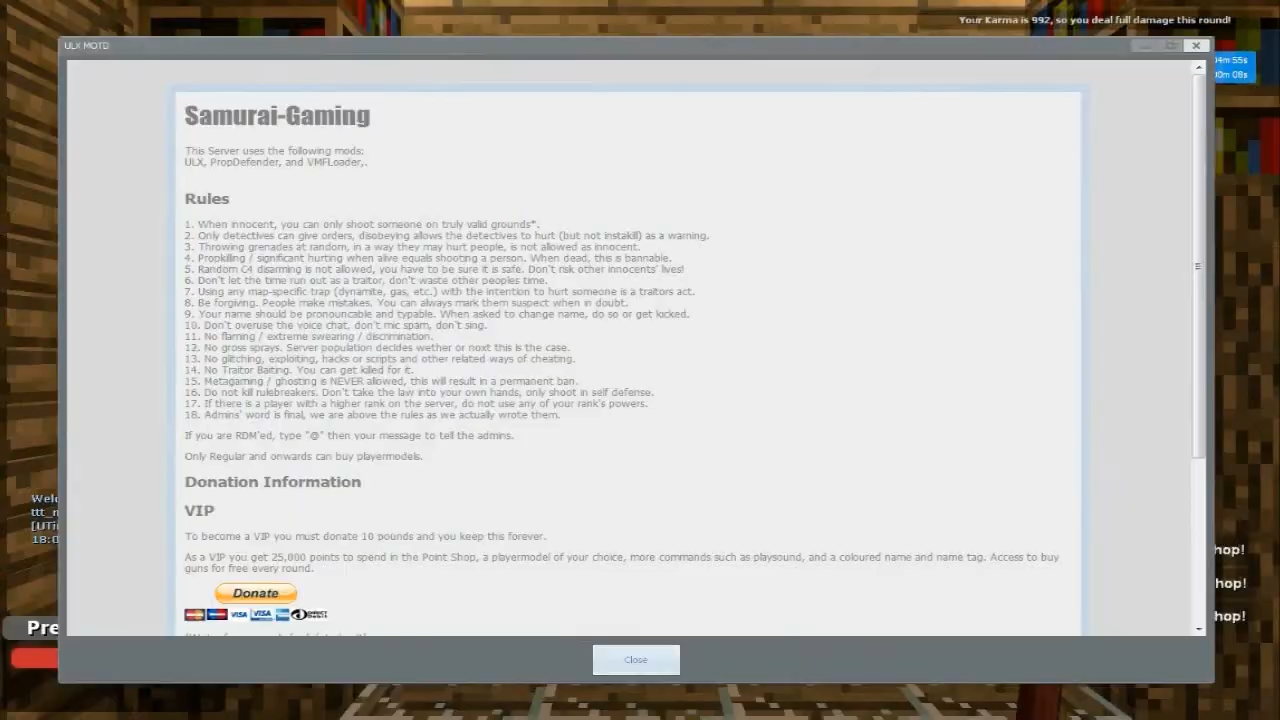 Your Karma is 992, so you deal full damage this round!
ULX MOTD
04m 55s
00m 08s
Samurai-Gaming
This Server uses the following mods:
ULX, PropDefender, and VMFLoader,.
Rules
1. When innocent, you can only shoot someone on truly valid grounds*.
2. Only detectives can give orders, disobeying allows the detectives to hurt (but not instakill) as a warning.
3. Throwing grenades at random, in a way they may hurt people, is not allowed as innocent.
4. Propkilling / significant hurting when alive equals shooting a person. When dead, this is bannable.
5. Random C4 disarming is not allowed, you have to be sure it is safe. Don't risk other innocents' lives!
6. Don't let the time run out as a traitor, don't waste other peoples time.
7. Using any map-specific trap (dynamite, gas, etc.) with the intention to hurt someone is a traitors act.
8. Be forgiving. People make mistakes. You can always mark them suspect when in doubt.
9. Your name should be pronouncable and typable. When asked to change name, do so or get kicked.
10. Don't overuse the voice chat, don't mic spam, don't sing.
11. No flaming / extreme swearing / discrimination.
12. No gross sprays. Server population decides wether or noxt this is the case.
13. No glitching, exploiting, hacks or scripts and other related ways of cheating.
14. No Traitor Baiting. You can get killed for it.
15. Metagaming / ghosting is NEVER allowed, this will result in a permanent ban.
16. Do not kill rulebreakers. Don't take the law into your own hands, only shoot in self defense.
17. If there is a player with a higher rank on the server, do not use any of your rank's powers.
18. Admins' word is final, we are above the rules as we actually wrote them.
If you are RDM'ed, type "@" then your message to tell the admins.
Only Regular and onwards can buy playermodels.
Donation Information
VIP
Welc
ttt_m
[UTi
18:0
To become a VIP you must donate 10 pounds and you keep this forever.
hop!
As a VIP you get 25,000 points to spend in the Point Shop, a playermodel of your choice, more commands such as playsound, and a coloured name and name tag. Access to buy
guns for free every round.
hop!
Donate
VISA VISA DIRECT Debit
hop!
Pre
Close